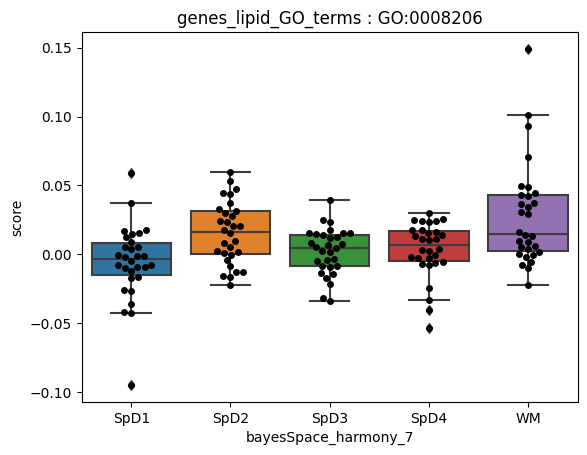 genes_lipid_GO_terms : GO:0008206
0.15
0.10
0.05
0.00
−0.05
−0.10
score
SpD1 SpD2 SpD3 SpD4 WM
bayesSpace_harmony_7